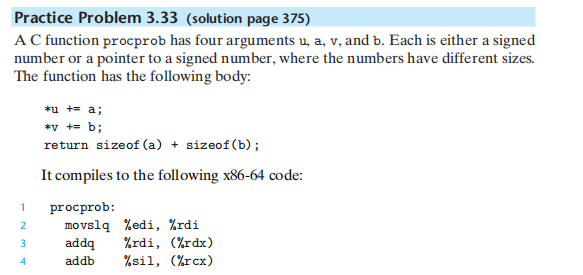 Practice Problem 3.33 (solution page 375)
A C function procprob has four arguments u, a, v, and b. Each is either a signed
number or a pointer to a signed number, where the numbers have different sizes.
The function has the following body:
*u += a;
*v += b;
return sizeof(a) + sizeof(b);
It compiles to the following x86-64 code:
1 procprob:
2 movslq %edi, %rdi
3 addq %rdi, (%rdx)
4 addb %sil, (%rcx)